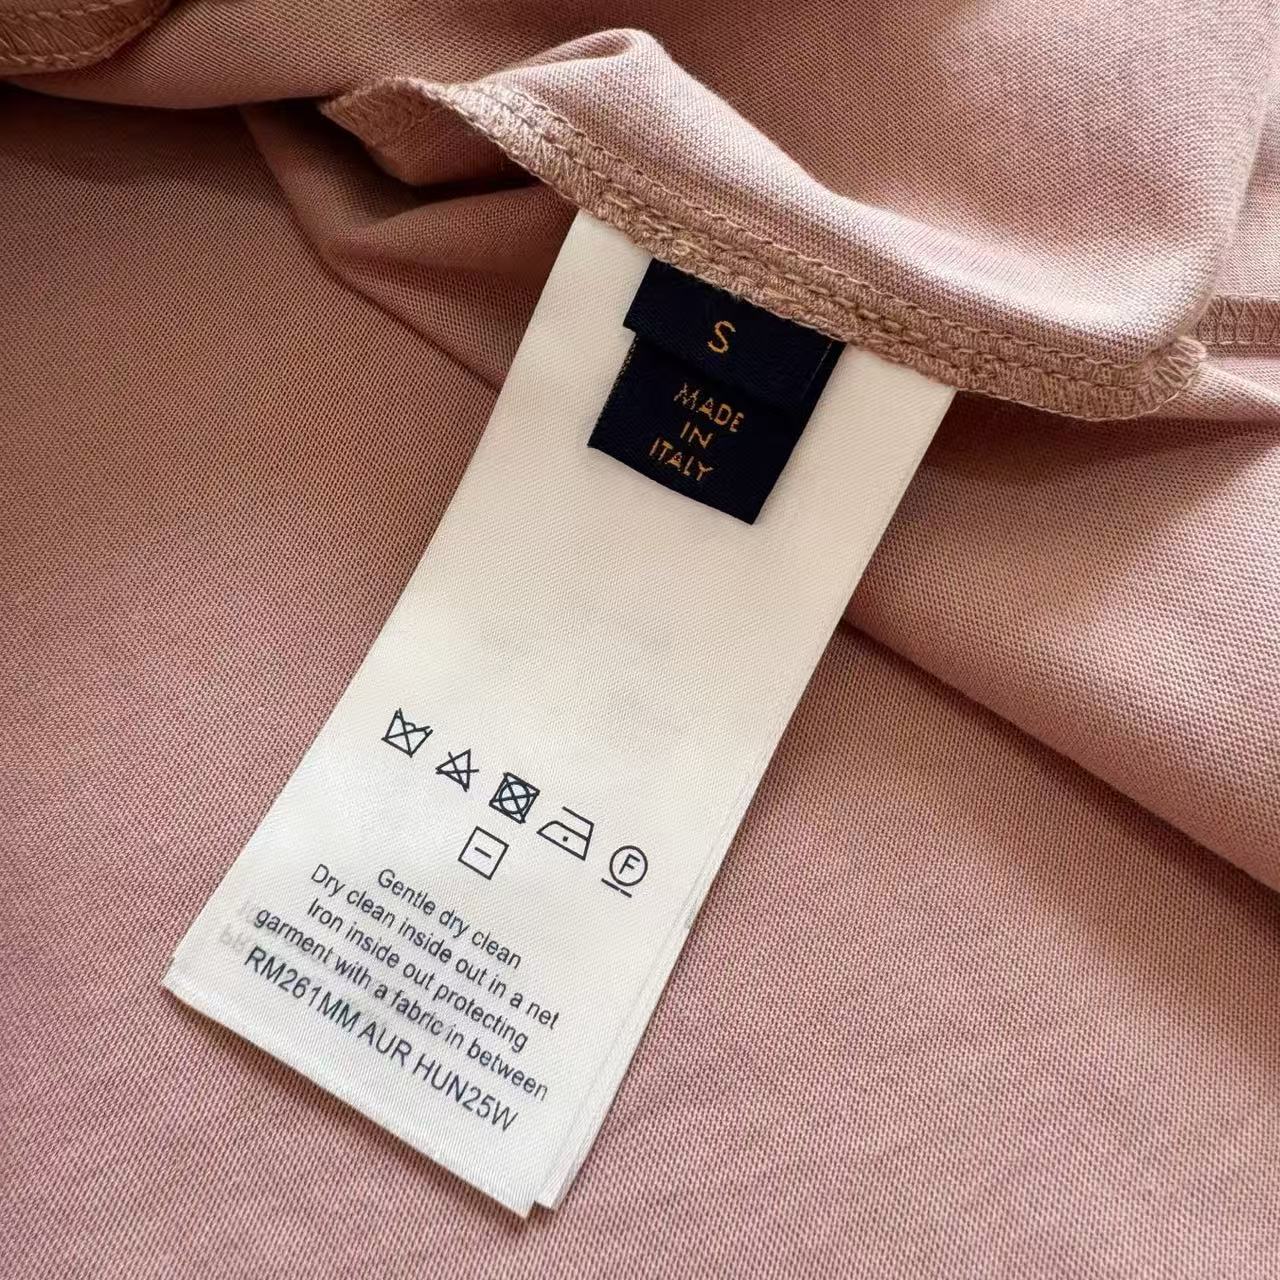 S
MADE
IN
ITALY
F
Gentle dry clean
Dry clean inside out in a net
Iron inside out protecting
garment with a fabric in between
RM261MM AUR HUN25W